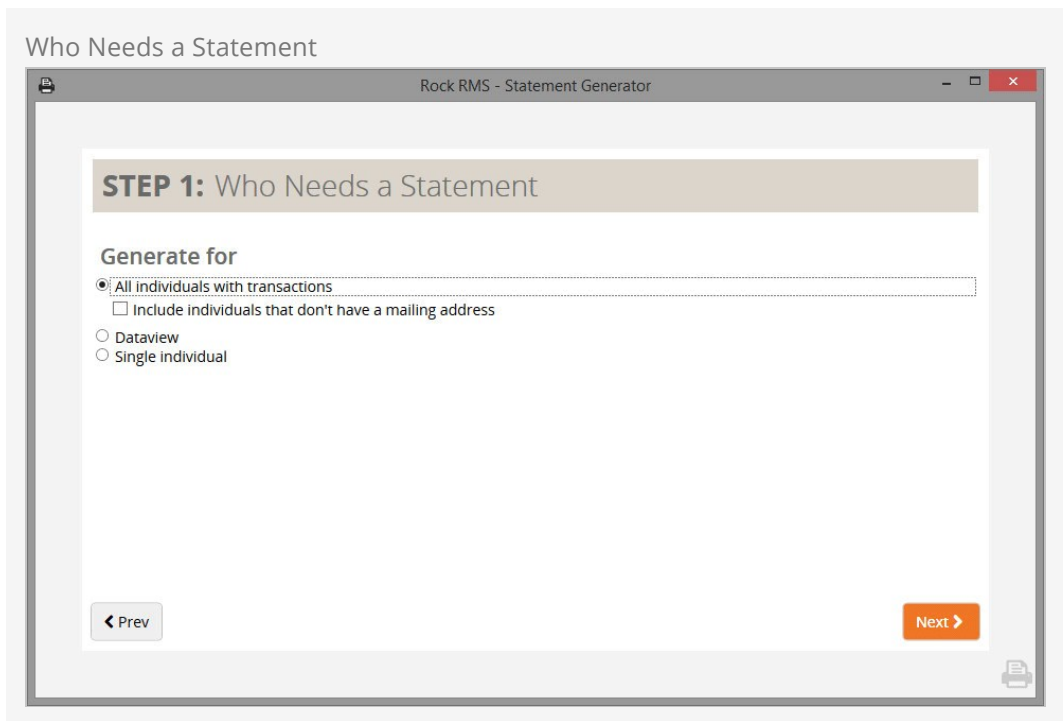 Who Needs a Statement
Rock RMS - Statement Generator
STEP 1: Who Needs a Statement
Generate for
All individuals with transactions
Include individuals that don't have a mailing address
Dataview
Single individual
Prev
Next